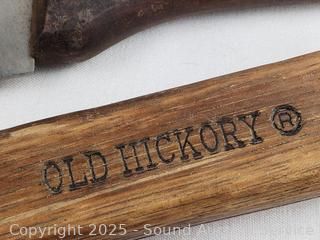 OLD HICKORY ®
Copyright 2025 - Sound Auction Service